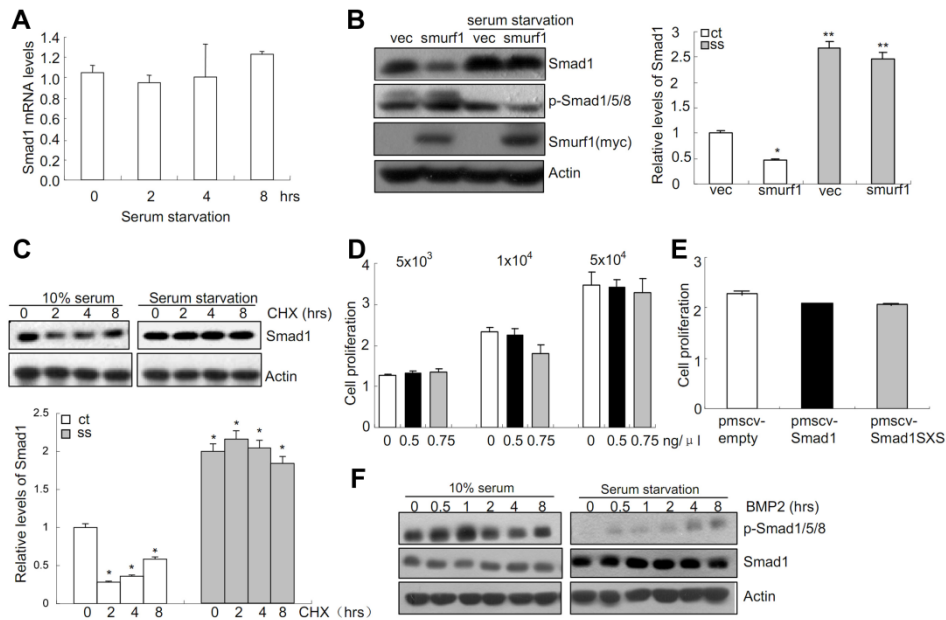 A
Smad1 mRNA levels
1.4
1.2
1.0
0.8
0.6
0.4
0.2
0
0 2 4 8 hrs
Serum starvation
B
serum starvation
vec smurf1 vec smurf1
Smad1
p-Smad1/5/8
Smurf1(myc)
Actin
Relative levels of Smad1
3
2.5
2
1.5
1
0.5
0
ct
ss
*
**
**
vec smurf1 vec smurf1
C
10% serum Serum starvation
0 2 4 8 0 2 4 8 CHX (hrs)
Smad1
Actin
Relative levels of Smad1
2.5
2
1.5
1
0.5
0
ct
ss
* * *
* * * *
0 2 4 8 0 2 4 8 CHX (hrs)
D
5x10³ 1x10⁴ 5x10⁴
Cell proliferation
4
3
2
1
0 0.5 0.75 0 0.5 0.75 0 0.5 0.75 ng/μl
E
Cell proliferation
3
2
1
0
pmscv-empty pmscv-Smad1 pmscv-Smad1SXS
F
10% serum Serum starvation
0 0.5 1 2 4 8 0 0.5 1 2 4 8 BMP2 (hrs)
p-Smad1/5/8
Smad1
Actin